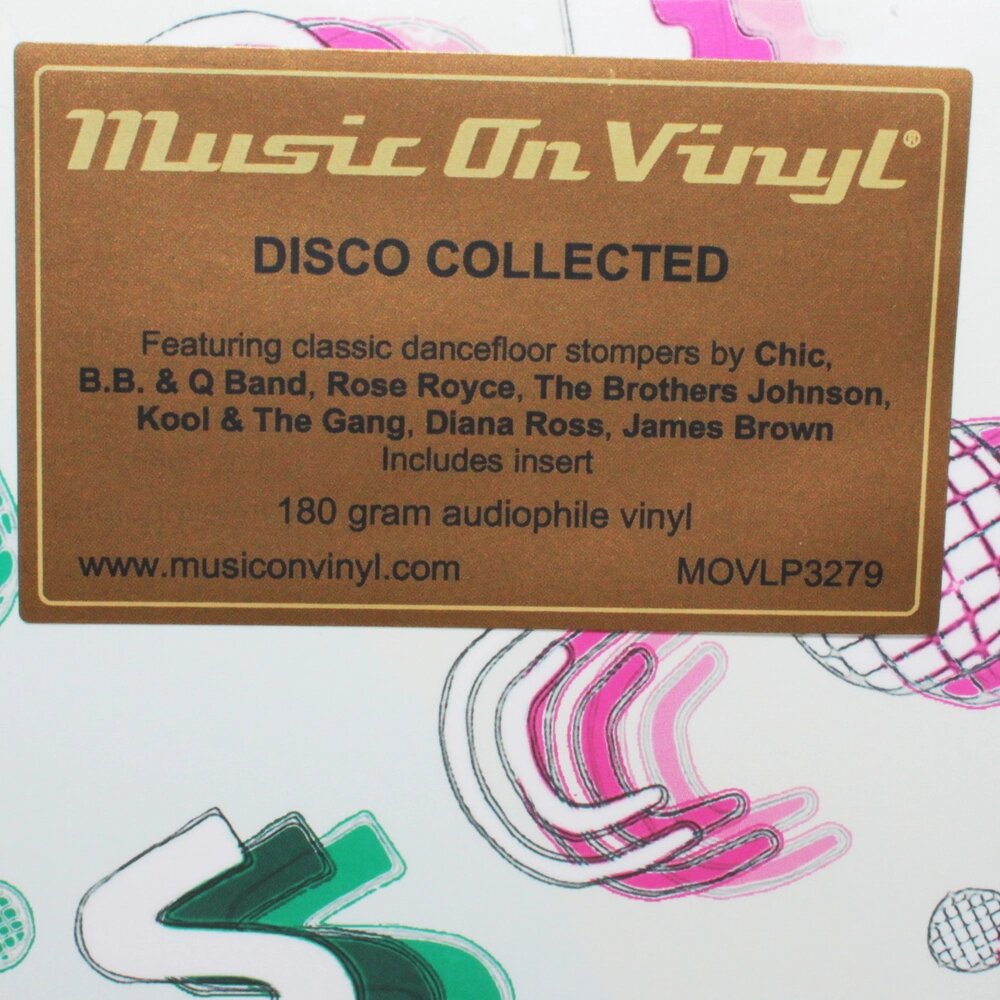 Music On Vinyl®
DISCO COLLECTED
Featuring classic dancefloor stompers by Chic,
B.B. & Q Band, Rose Royce, The Brothers Johnson,
Kool & The Gang, Diana Ross, James Brown
Includes insert
180 gram audiophile vinyl
www.musiconvinyl.com MOVLP3279